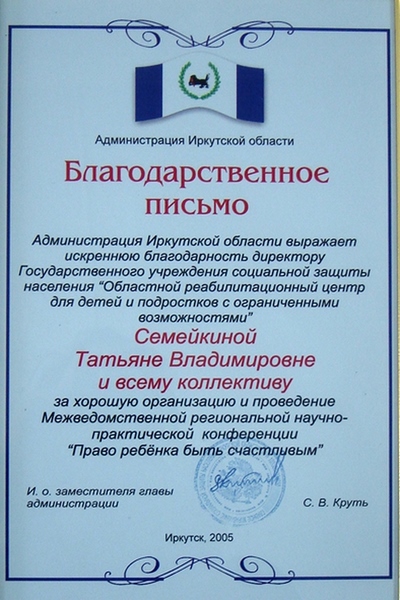 Администрация Иркутской области
Благодарственное
письмо
Администрация Иркутской области выражает
искреннюю благодарность директору
Государственного учреждения социальной защиты
населения “Областной реабилитационный центр
для детей и подростков с ограниченными
возможностями”
Семейкиной
Татьяне Владимировне
и всему коллективу
за хорошую организацию и проведение
Межведомственной региональной научно-
практической конференции
“Право ребёнка быть счастливым”
И. о. заместителя главы
администрации
С. В. Круть
Иркутск, 2005